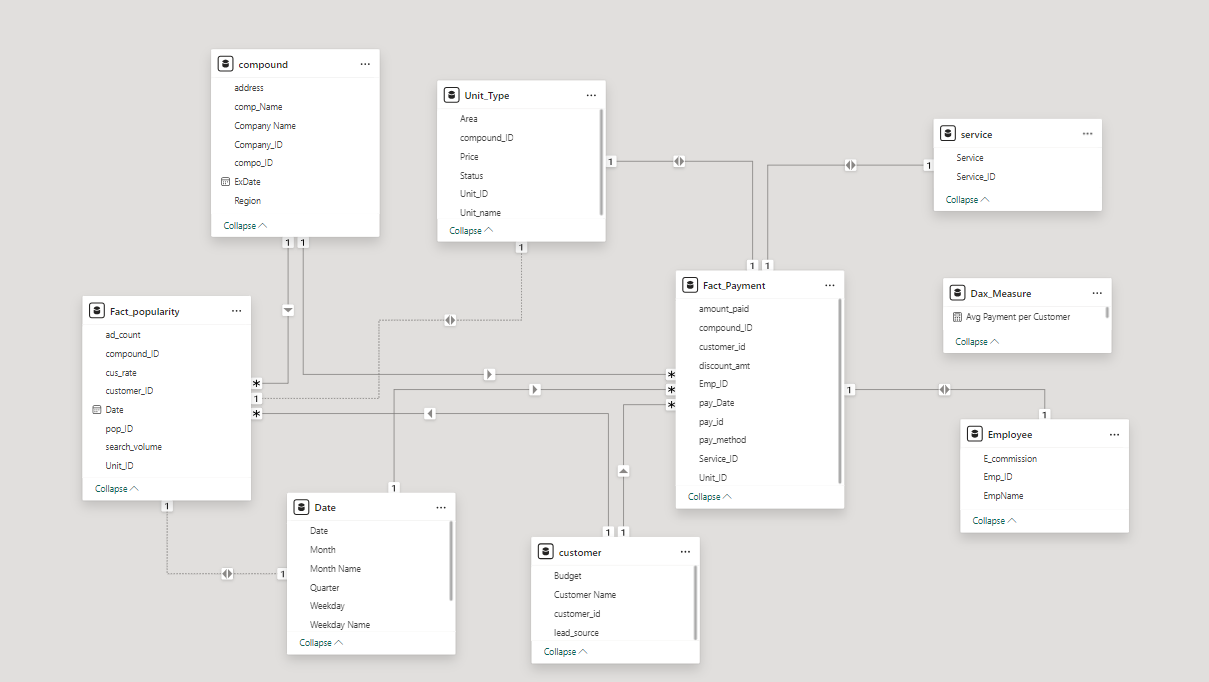 compound
address
comp_Name
Company Name
Company_ID
compo_ID
ExDate
Region
Collapse
Unit_Type
Area
compound_ID
Price
Status
Unit_ID
Unit_name
Collapse
service
Service
Service_ID
Collapse
Fact_popularity
ad_count
compound_ID
cus_rate
customer_ID
Date
pop_ID
search_volume
Unit_ID
Collapse
Fact_Payment
amount_paid
compound_ID
customer_id
discount_amt
Emp_ID
pay_Date
pay_id
pay_method
Service_ID
Unit_ID
Collapse
Dax_Measure
Avg Payment per Customer
Collapse
Employee
E_commission
Emp_ID
EmpName
Collapse
Date
Date
Month
Month Name
Quarter
Weekday
Weekday Name
Collapse
customer
Budget
Customer Name
customer_id
lead_source
Collapse
1
1
1
1
1
1
1
*
1
*
*
*
*
1
1
1
1
1
1
1